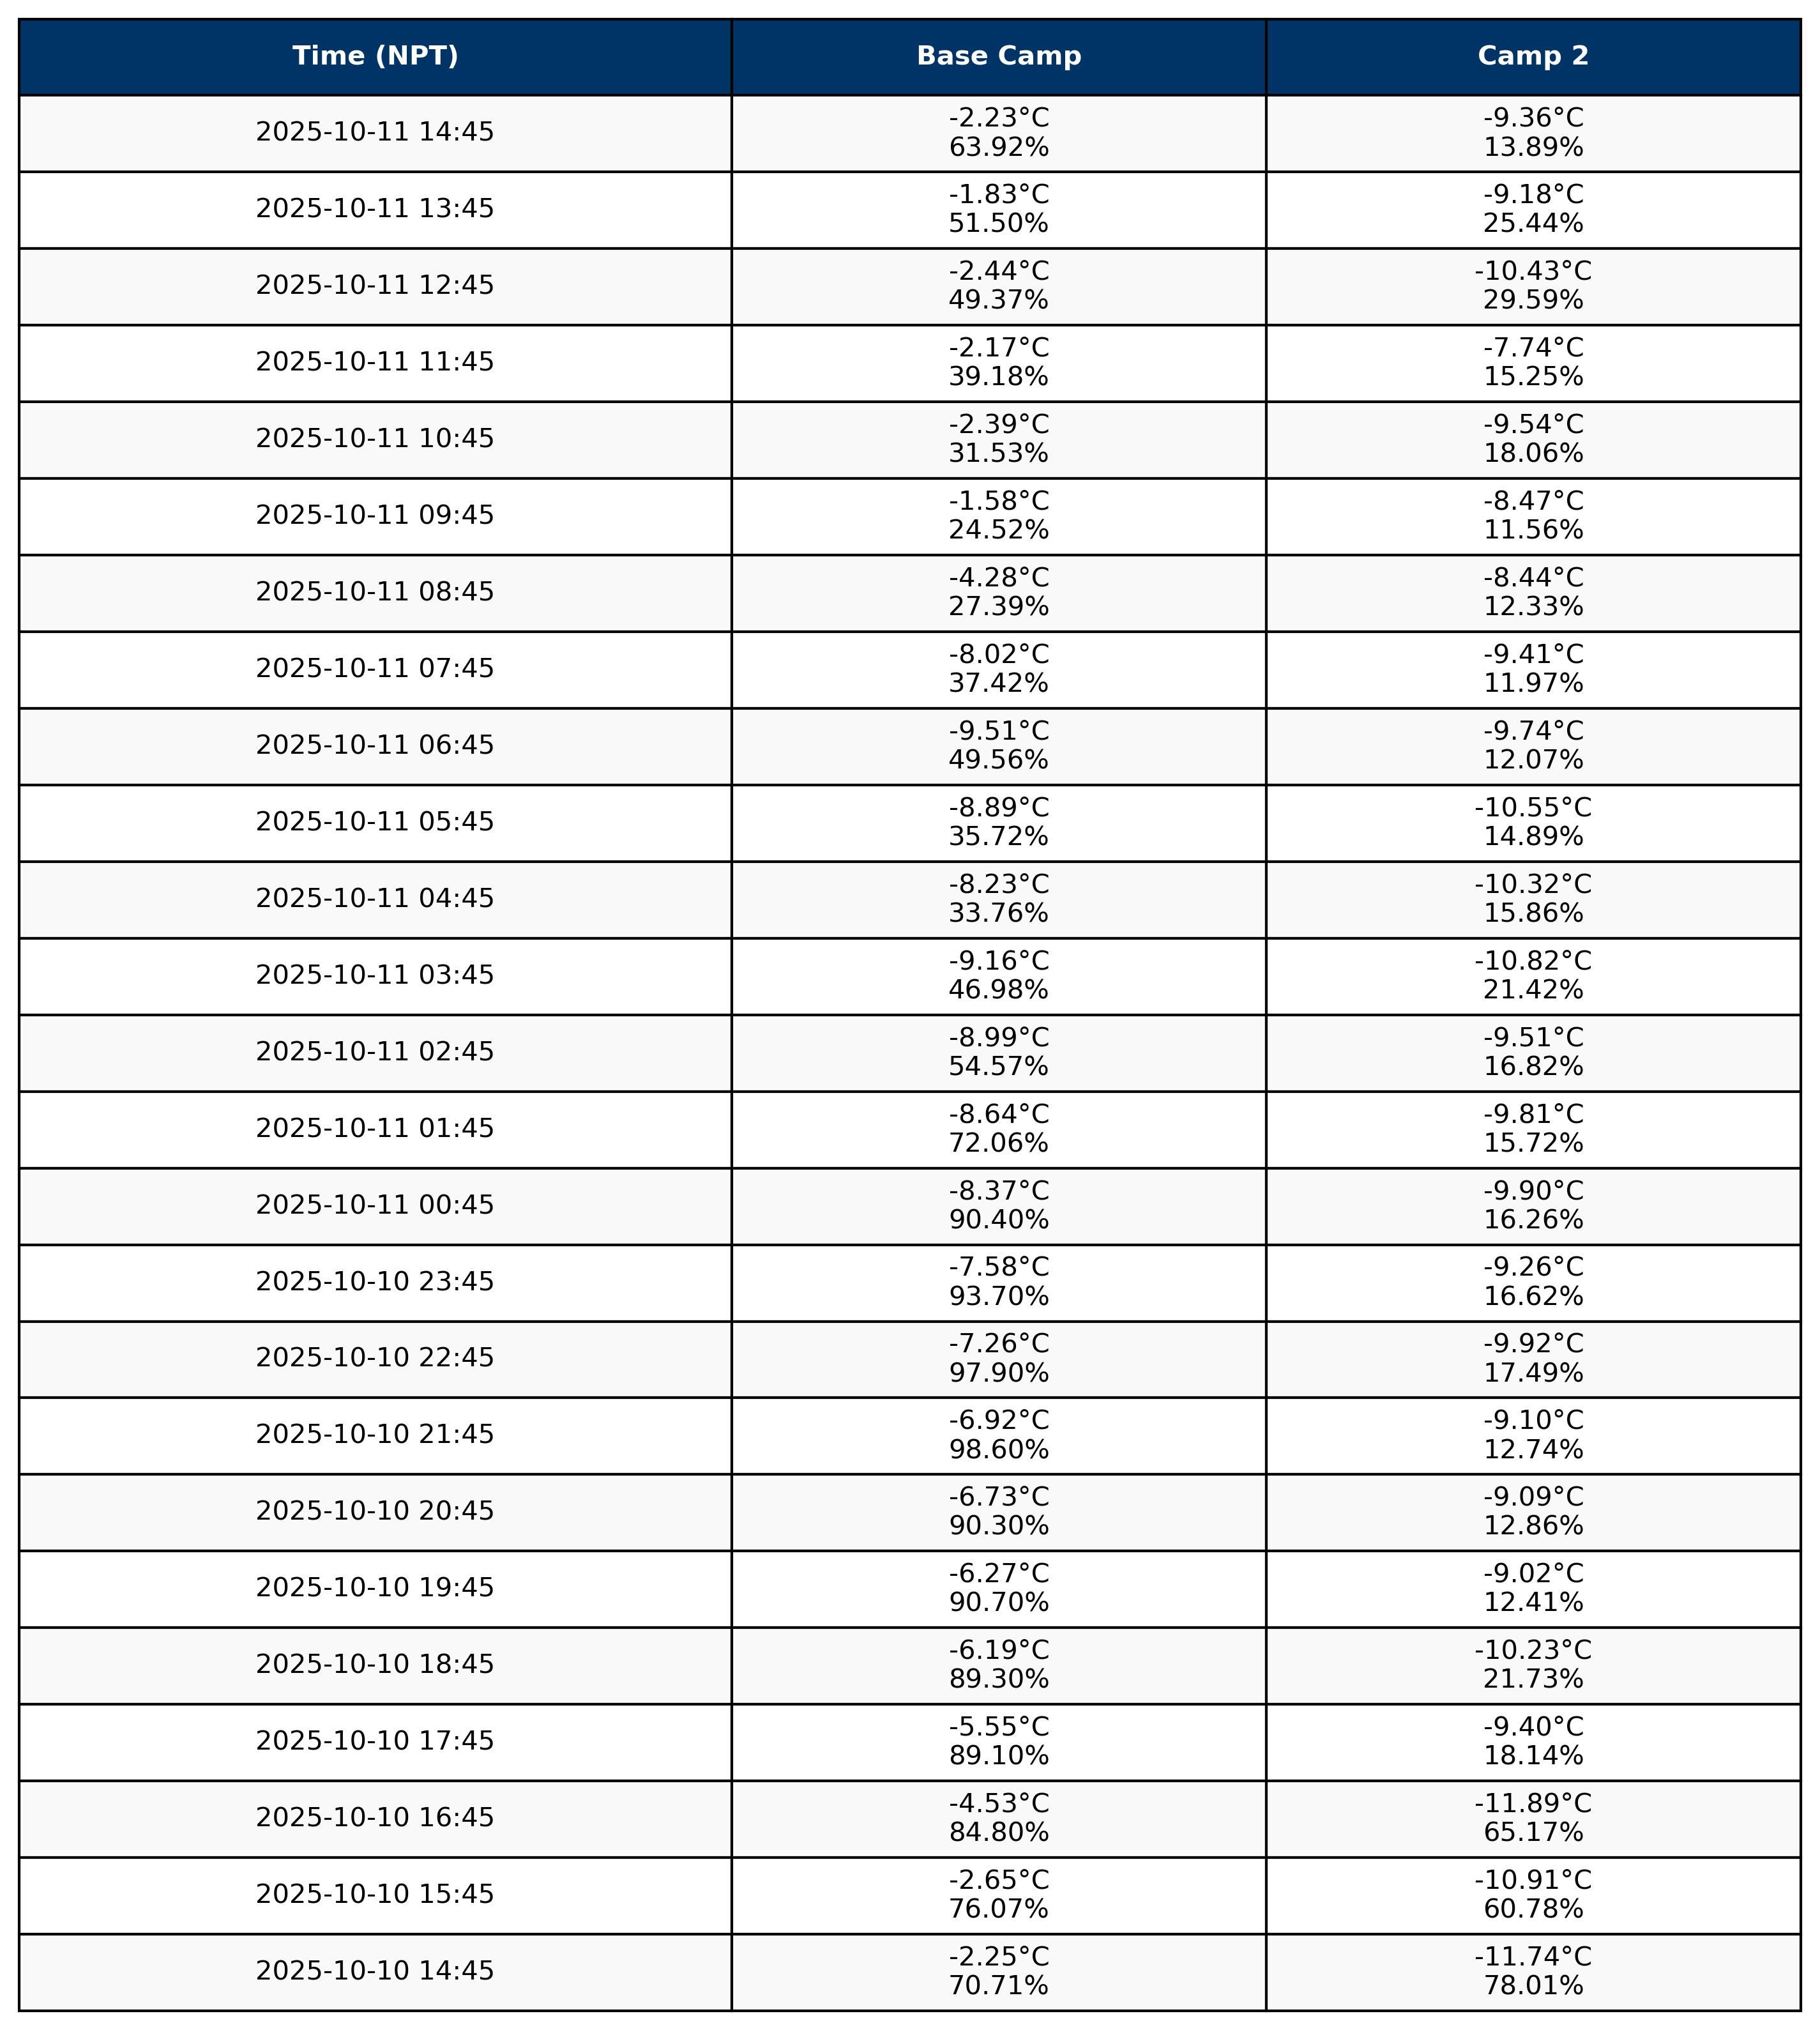 Time (NPT) Base Camp Camp 2
2025-10-11 14:45 -2.23°C -9.36°C
63.92% 13.89%
2025-10-11 13:45 -1.83°C -9.18°C
51.50% 25.44%
2025-10-11 12:45 -2.44°C -10.43°C
49.37% 29.59%
2025-10-11 11:45 -2.17°C -7.74°C
39.18% 15.25%
2025-10-11 10:45 -2.39°C -9.54°C
31.53% 18.06%
2025-10-11 09:45 -1.58°C -8.47°C
24.52% 11.56%
2025-10-11 08:45 -4.28°C -8.44°C
27.39% 12.33%
2025-10-11 07:45 -8.02°C -9.41°C
37.42% 11.97%
2025-10-11 06:45 -9.51°C -9.74°C
49.56% 12.07%
2025-10-11 05:45 -8.89°C -10.55°C
35.72% 14.89%
2025-10-11 04:45 -8.23°C -10.32°C
33.76% 15.86%
2025-10-11 03:45 -9.16°C -10.82°C
46.98% 21.42%
2025-10-11 02:45 -8.99°C -9.51°C
54.57% 16.82%
2025-10-11 01:45 -8.64°C -9.81°C
72.06% 15.72%
2025-10-11 00:45 -8.37°C -9.90°C
90.40% 16.26%
2025-10-10 23:45 -7.58°C -9.26°C
93.70% 16.62%
2025-10-10 22:45 -7.26°C -9.92°C
97.90% 17.49%
2025-10-10 21:45 -6.92°C -9.10°C
98.60% 12.74%
2025-10-10 20:45 -6.73°C -9.09°C
90.30% 12.86%
2025-10-10 19:45 -6.27°C -9.02°C
90.70% 12.41%
2025-10-10 18:45 -6.19°C -10.23°C
89.30% 21.73%
2025-10-10 17:45 -5.55°C -9.40°C
89.10% 18.14%
2025-10-10 16:45 -4.53°C -11.89°C
84.80% 65.17%
2025-10-10 15:45 -2.65°C -10.91°C
76.07% 60.78%
2025-10-10 14:45 -2.25°C -11.74°C
70.71% 78.01%